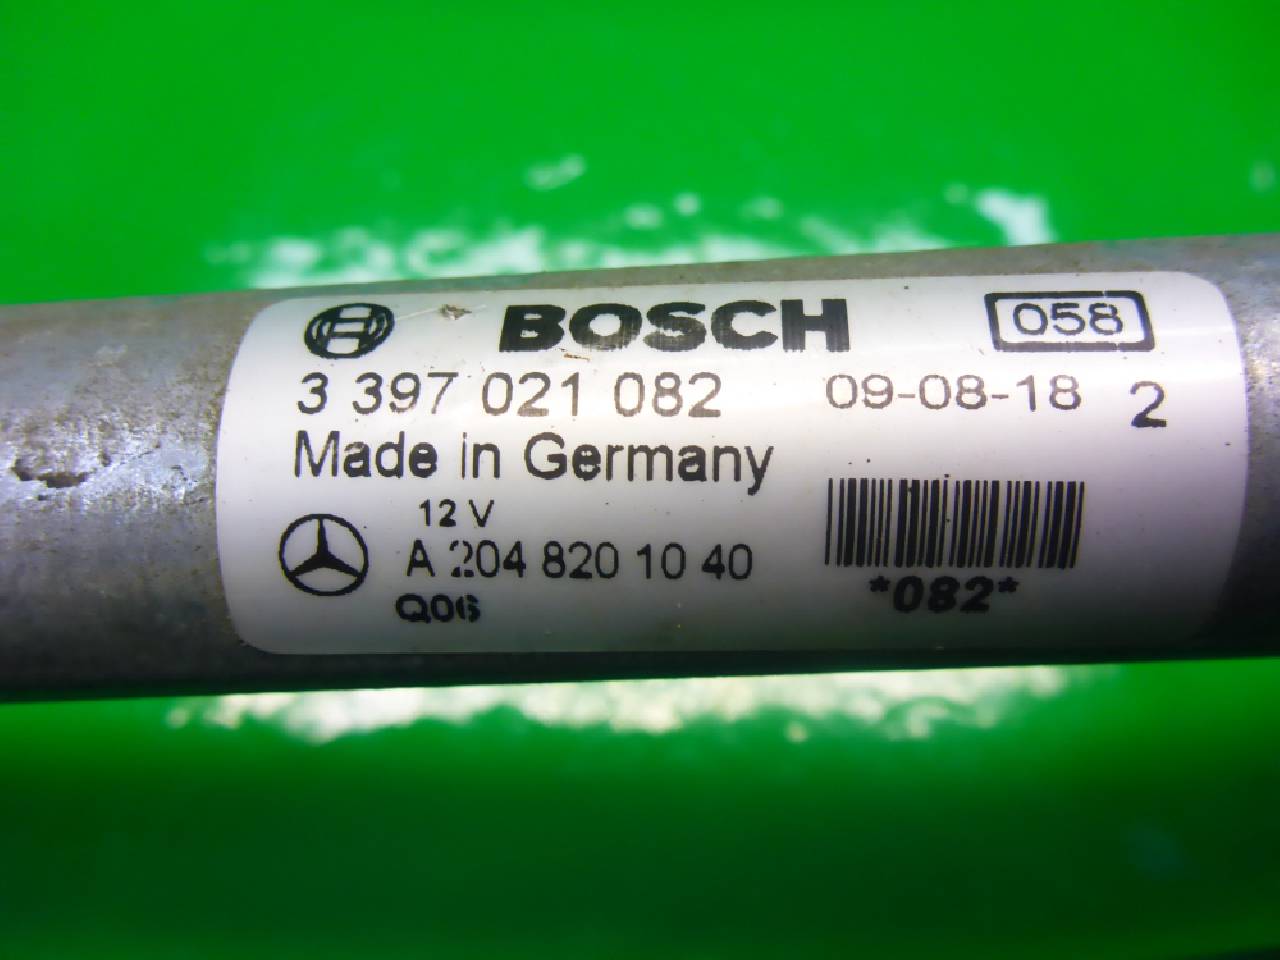 BOSCH 058
3 397 021 082 09-08-18 2
Made in Germany
12 V
A 204 820 10 40
Q06
*082*